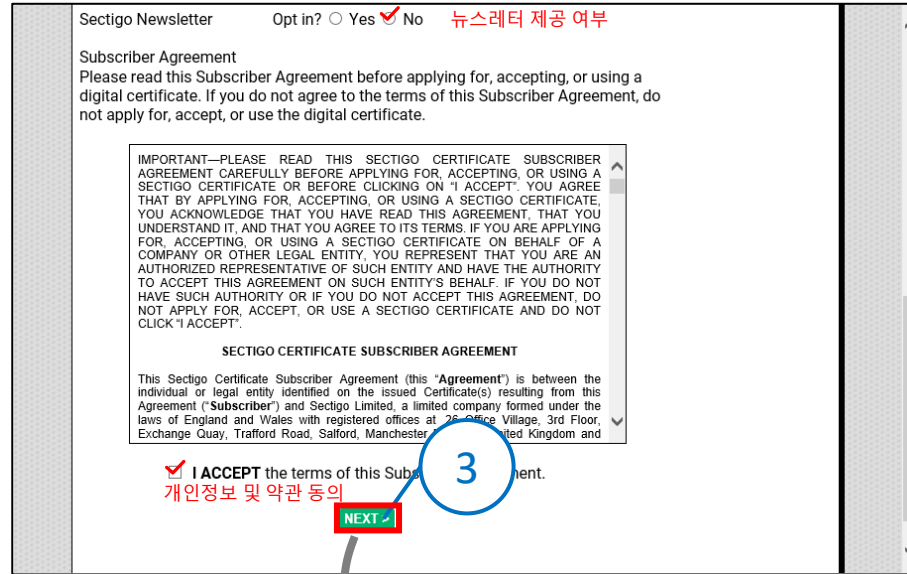 Sectigo Newsletter Opt in? Yes No 뉴스레터 제공 여부
Subscriber Agreement
Please read this Subscriber Agreement before applying for, accepting, or using a
digital certificate. If you do not agree to the terms of this Subscriber Agreement, do
not apply for, accept, or use the digital certificate.
IMPORTANT—PLEASE READ THIS SECTIGO CERTIFICATE SUBSCRIBER
AGREEMENT CAREFULLY BEFORE APPLYING FOR, ACCEPTING, OR USING A
SECTIGO CERTIFICATE OR BEFORE CLICKING ON "I ACCEPT". YOU AGREE
THAT BY APPLYING FOR, ACCEPTING, OR USING A SECTIGO CERTIFICATE,
YOU ACKNOWLEDGE THAT YOU HAVE READ THIS AGREEMENT, THAT YOU
UNDERSTAND IT, AND THAT YOU AGREE TO ITS TERMS. IF YOU ARE APPLYING
FOR, ACCEPTING, OR USING A SECTIGO CERTIFICATE ON BEHALF OF A
COMPANY OR OTHER LEGAL ENTITY, YOU REPRESENT THAT YOU ARE AN
AUTHORIZED REPRESENTATIVE OF SUCH ENTITY AND HAVE THE AUTHORITY
TO ACCEPT THIS AGREEMENT ON SUCH ENTITY'S BEHALF. IF YOU DO NOT
HAVE SUCH AUTHORITY OR IF YOU DO NOT ACCEPT THIS AGREEMENT, DO
NOT APPLY FOR, ACCEPT, OR USE A SECTIGO CERTIFICATE AND DO NOT
CLICK "I ACCEPT".
SECTIGO CERTIFICATE SUBSCRIBER AGREEMENT
This Sectigo Certificate Subscriber Agreement (this "Agreement") is between the
individual or legal entity identified on the issued Certificate(s) resulting from this
Agreement ("Subscriber") and Sectigo Limited, a limited company formed under the
laws of England and Wales with registered offices at 26 Office Village, 3rd Floor,
Exchange Quay, Trafford Road, Salford, Manchester Kingdom and
I ACCEPT the terms of this
3
개인정보 및 약관 동의
NEXT >